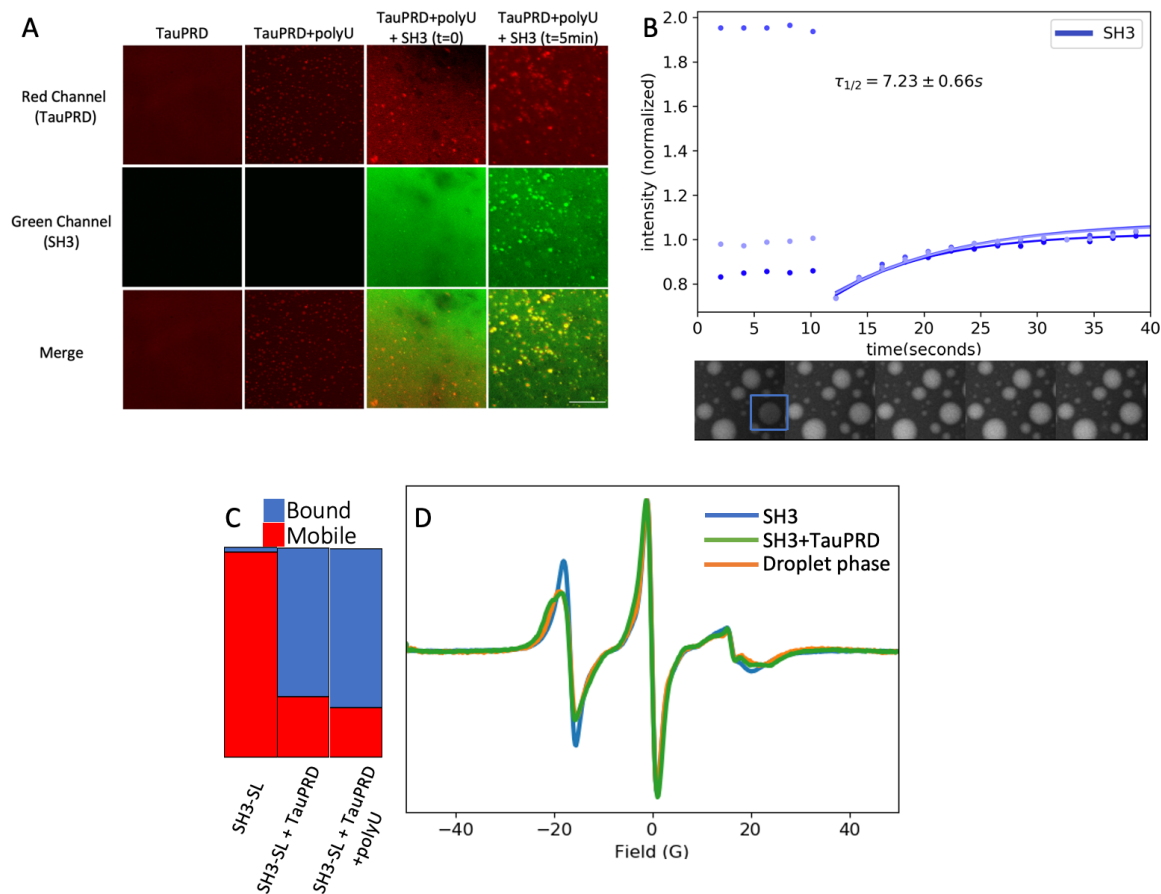 A
TauPRD
TauPRD+polyU
TauPRD+polyU
+ SH3 (t=0)
TauPRD+polyU
+ SH3 (t=5min)
Red Channel
(TauPRD)
Green Channel
(SH3)
Merge
B
2.0
1.8
1.6
1.4
1.2
1.0
0.8
intensity (normalized)
SH3
τ1/2 = 7.23 ± 0.66s
0 5 10 15 20 25 30 35 40
time(seconds)
C
Bound
Mobile
SH3-SL
SH3-SL + TauPRD
SH3-SL + TauPRD
+polyU
D
SH3
SH3+TauPRD
Droplet phase
−40 −20 0 20 40
Field (G)